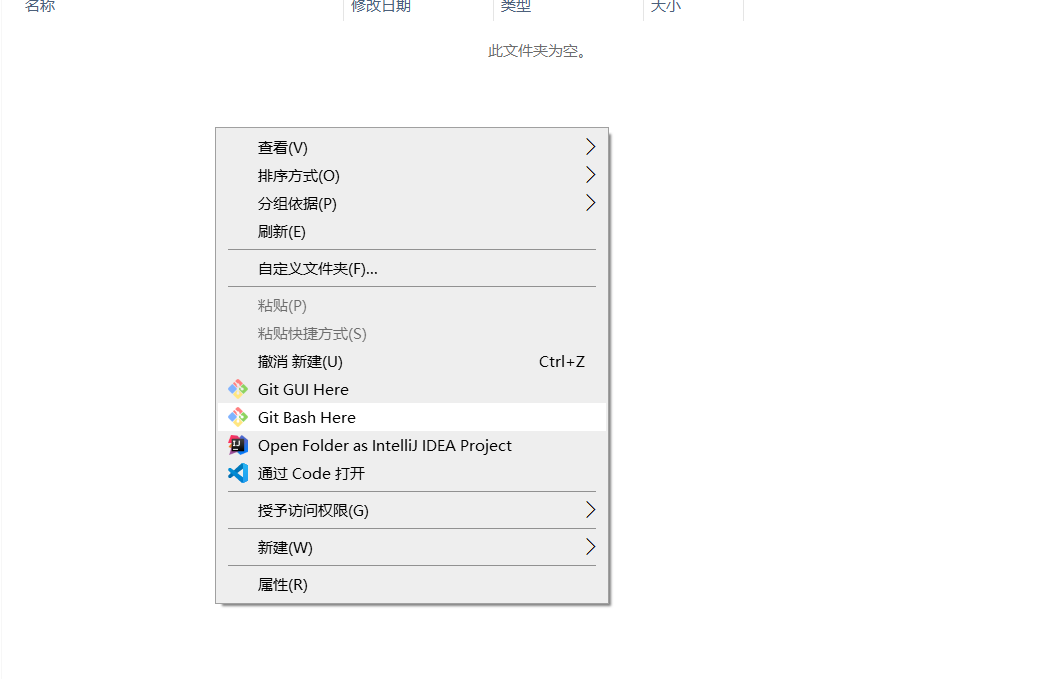 名称 修改日期 类型 大小
此文件夹为空。
查看(V)
排序方式(O)
分组依据(P)
刷新(E)
自定义文件夹(F)...
粘贴(P)
粘贴快捷方式(S)
撤消 新建(U) Ctrl+Z
Git GUI Here
Git Bash Here
Open Folder as IntelliJ IDEA Project
通过 Code 打开
授予访问权限(G)
新建(W)
属性(R)